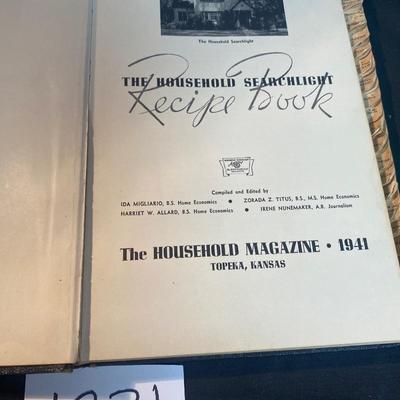 The Household Searchlight
THE HOUSEHOLD SEARCHLIGHT
Recipe Book
Compiled and Edited by
IDA MIGLIARIO, B.S. Home Economics • ZORADA Z. TITUS, B.S., M.S. Home Economics
HARRIET W. ALLARD, B.S. Home Economics • IRENE NUNEMAKER, A.B. Journalism
The HOUSEHOLD MAGAZINE • 1941
TOPEKA, KANSAS